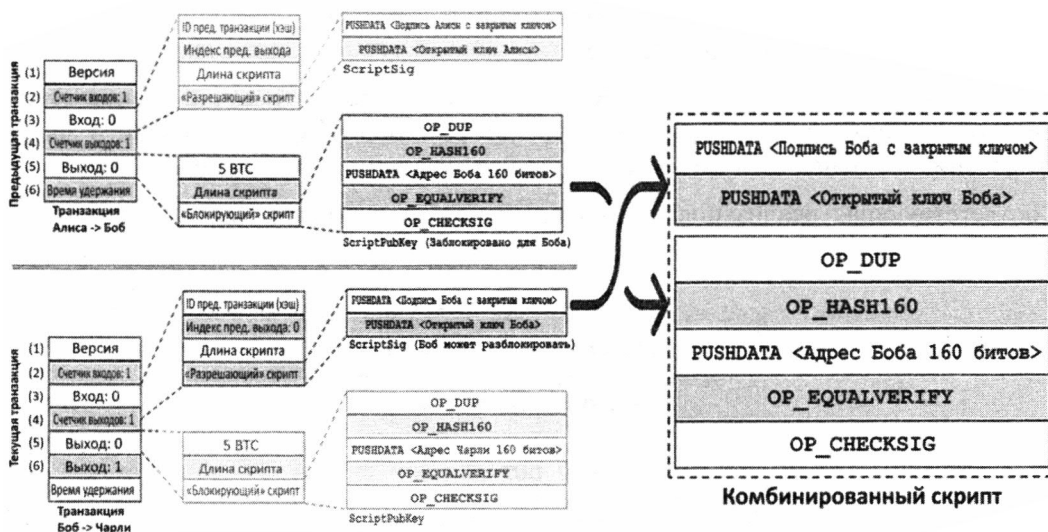 Предыдущая транзакция
(1) Версия
(2) Счетчик входов: 1
(3) Вход: 0
(4) Счетчик выходов: 1
(5) Выход: 0
(6) Время удержания
Транзакция
Алиса -> Боб
ID пред. транзакции (хэш)
Индекс пред. выхода
Длина скрипта
«Разрешающий» скрипт
PUSHDATA <Подпись Алисы с закрытым ключом>
PUSHDATA <Открытый ключ Алисы>
ScriptSig
5 BTC
Длина скрипта
«Блокирующий» скрипт
OP_DUP
OP_HASH160
PUSHDATA <Адрес Боба 160 битов>
OP_EQUALVERIFY
OP_CHECKSIG
ScriptPubKey (Заблокировано для Боба)
Текущая транзакция
(1) Версия
(2) Счетчик входов: 1
(3) Вход: 0
(4) Счетчик выходов: 1
(5) Выход: 0
(6) Выход: 1
Время удержания
Транзакция
Боб -> Чарли
ID пред. транзакции (хэш)
Индекс пред. выхода: 0
Длина скрипта
«Разрешающий» скрипт
PUSHDATA <Подпись Боба с закрытым ключом>
PUSHDATA <Открытый ключ Боба>
ScriptSig (Боб может разблокировать)
5 BTC
Длина скрипта
«Блокирующий» скрипт
OP_DUP
OP_HASH160
PUSHDATA <Адрес Чарли 160 битов>
OP_EQUALVERIFY
OP_CHECKSIG
ScriptPubKey
PUSHDATA <Подпись Боба с закрытым ключом>
PUSHDATA <Открытый ключ Боба>
OP_DUP
OP_HASH160
PUSHDATA <Адрес Боба 160 битов>
OP_EQUALVERIFY
OP_CHECKSIG
Комбинированный скрипт